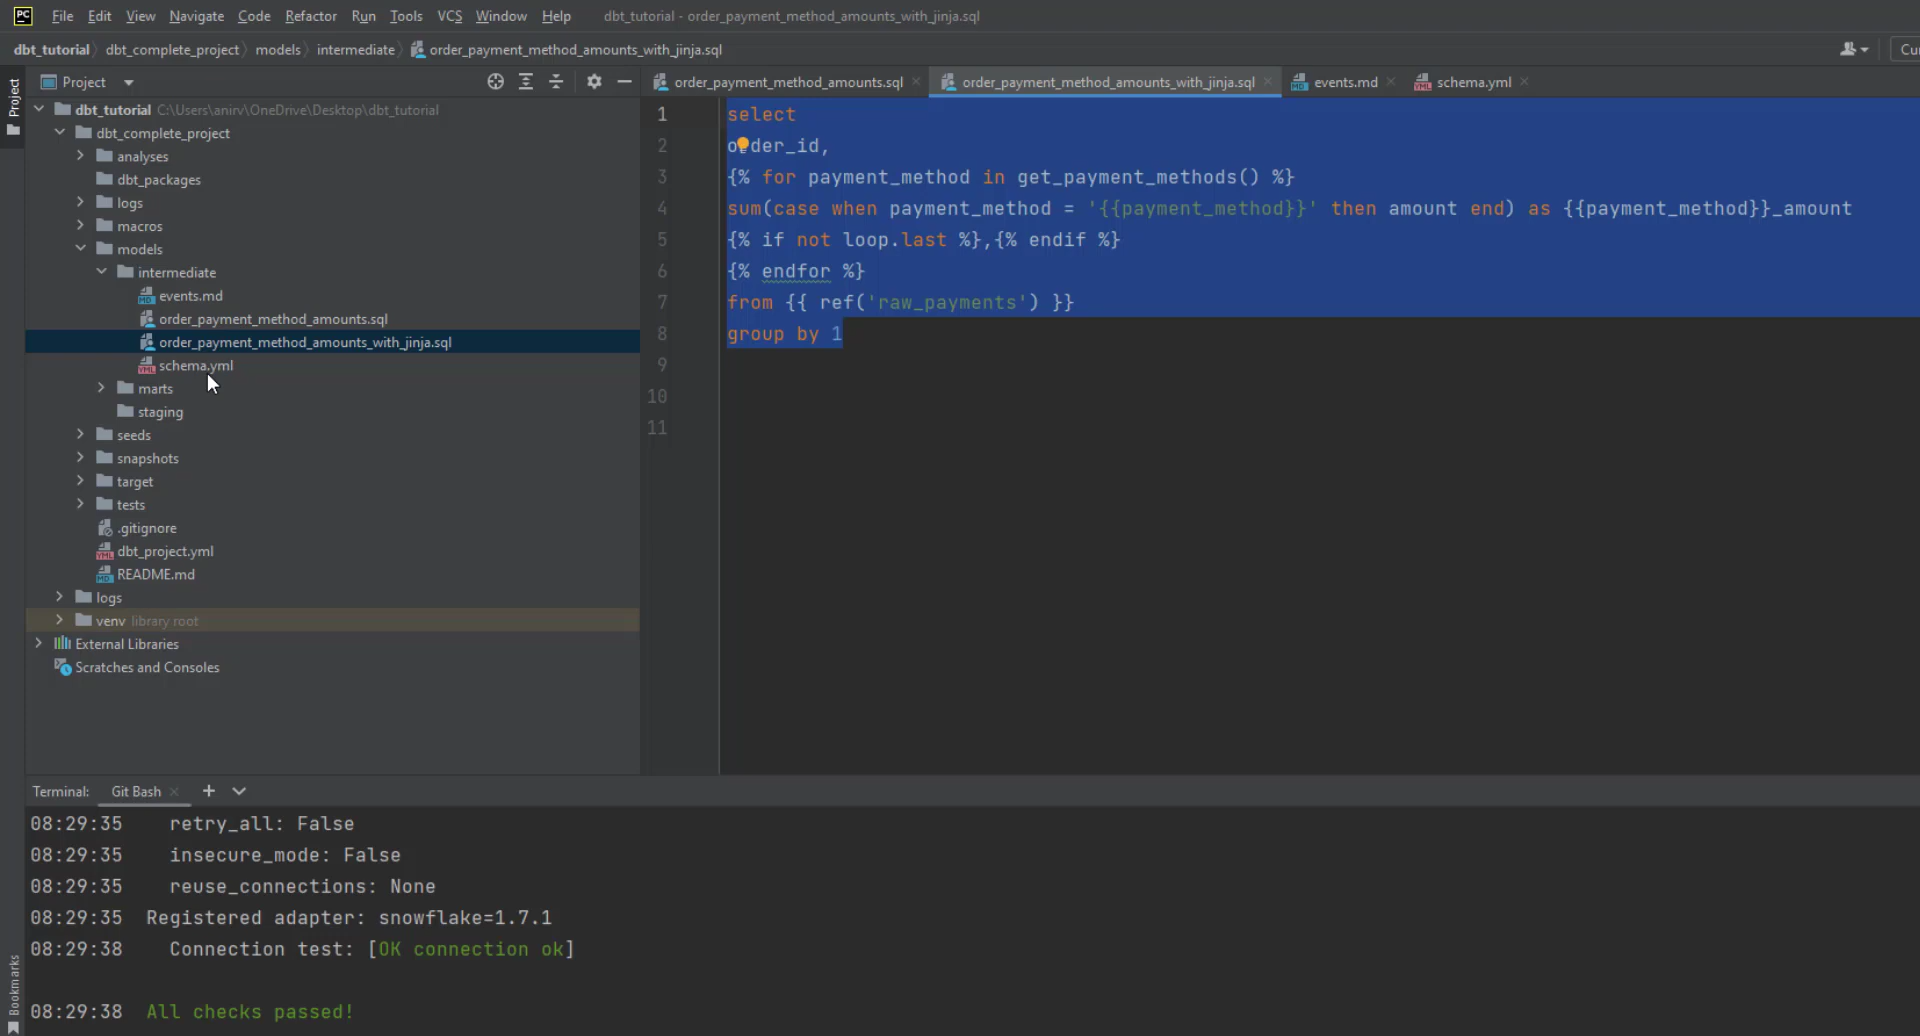 PC File Edit View Navigate Code Refactor Run Tools VCS Window Help dbt_tutorial - order_payment_method_amounts_with_jinja.sql
dbt_tutorial dbt_complete_project models intermediate order_payment_method_amounts_with_jinja.sql
Project
Project
order_payment_method_amounts.sql order_payment_method_amounts_with_jinja.sql events.md schema.yml
dbt_tutorial C:\Users\anirv\OneDrive\Desktop\dbt_tutorial
dbt_complete_project
analyses
dbt_packages
logs
macros
models
intermediate
events.md
order_payment_method_amounts.sql
order_payment_method_amounts_with_jinja.sql
schema.yml
marts
staging
seeds
snapshots
target
tests
.gitignore
dbt_project.yml
README.md
logs
venv library root
External Libraries
Scratches and Consoles
1 select
2 order_id,
3 {% for payment_method in get_payment_methods() %}
4 sum(case when payment_method = '{{payment_method}}' then amount end) as {{payment_method}}_amount
5 {% if not loop.last %},{% endif %}
6 {% endfor %}
7 from {{ ref('raw_payments') }}
8 group by 1
9
10
11
Terminal: Git Bash
08:29:35 retry_all: False
08:29:35 insecure_mode: False
08:29:35 reuse_connections: None
08:29:35 Registered adapter: snowflake=1.7.1
08:29:38 Connection test: [OK connection ok]
08:29:38 All checks passed!
Bookmarks